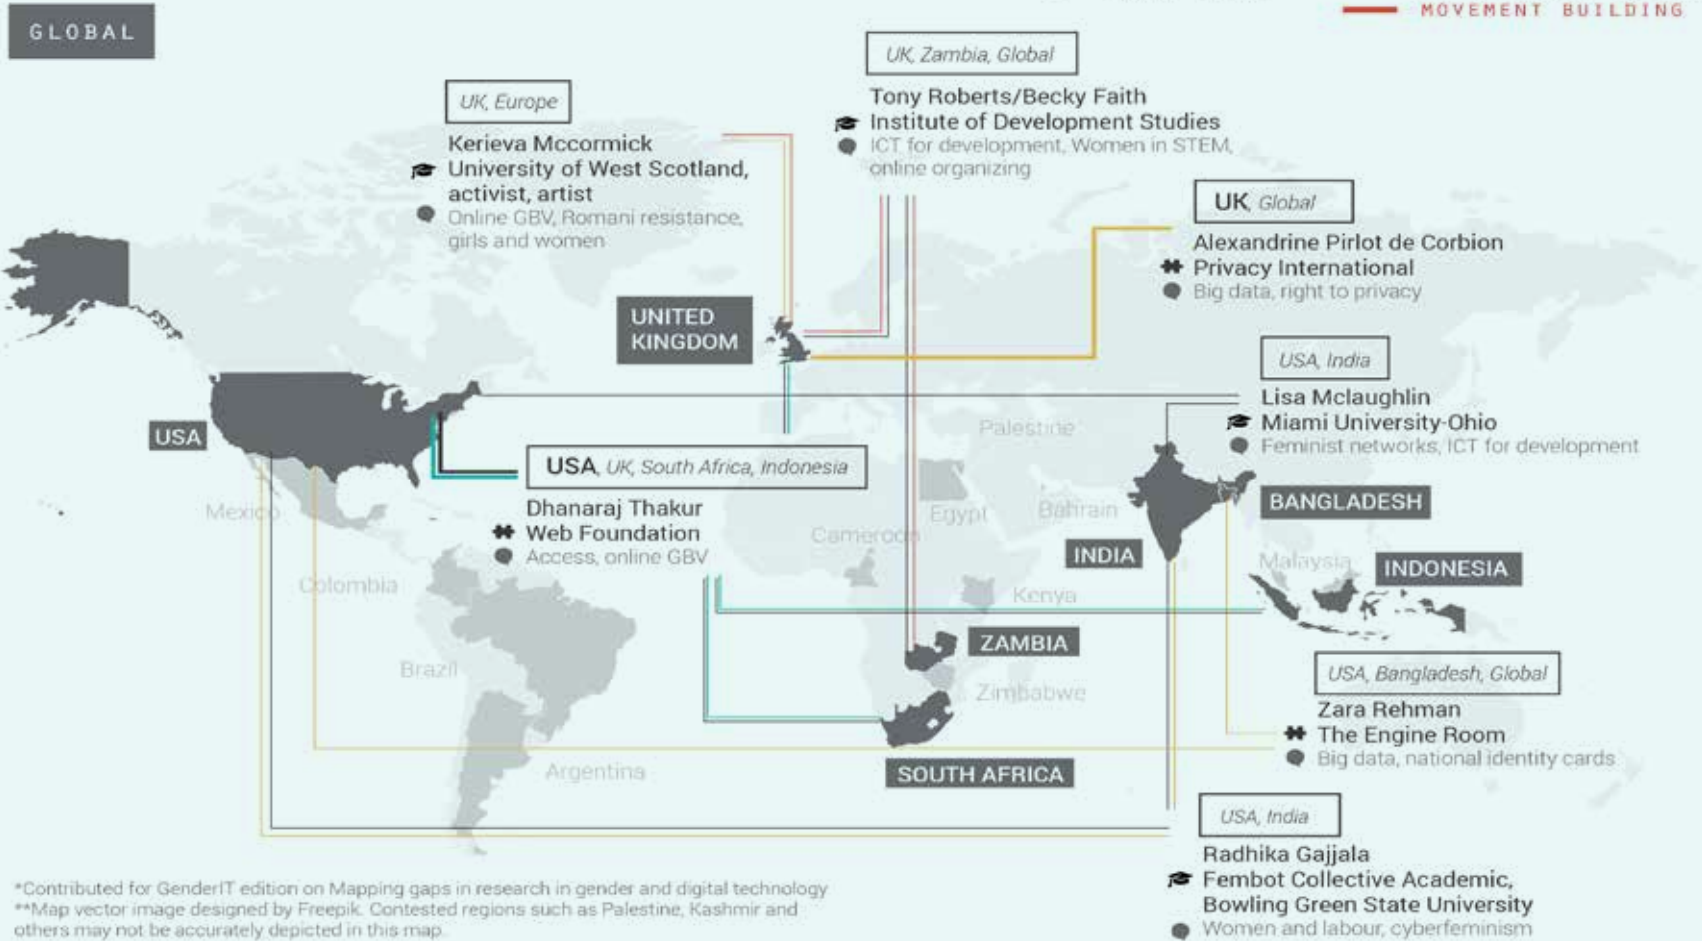 GLOBAL
MOVEMENT BUILDING
UK, Europe
Kerieva Mccormick
University of West Scotland,
activist, artist
Online GBV, Romani resistance,
girls and women
UK, Zambia, Global
Tony Roberts/Becky Faith
Institute of Development Studies
ICT for development, Women in STEM,
online organizing
UK, Global
Alexandrine Pirlot de Corbion
Privacy International
Big data, right to privacy
UNITED
KINGDOM
USA, India
Lisa Mclaughlin
Miami University-Ohio
Feminist networks, ICT for development
USA
Palestine
USA, UK, South Africa, Indonesia
Dhanaraj Thakur
Web Foundation
Access, online GBV
Mexico
Egypt
Bahrain
BANGLADESH
Cameroon
INDIA
Malaysia
INDONESIA
Colombia
Kenya
ZAMBIA
Brazil
Zimbabwe
USA, Bangladesh, Global
Zara Rehman
The Engine Room
Big data, national identity cards
Argentina
SOUTH AFRICA
USA, India
Radhika Gajjala
Fembot Collective Academic,
Bowling Green State University
Women and labour, cyberfeminism
*Contributed for GenderIT edition on Mapping gaps in research in gender and digital technology
**Map vector image designed by Freepik. Contested regions such as Palestine, Kashmir and
others may not be accurately depicted in this map.